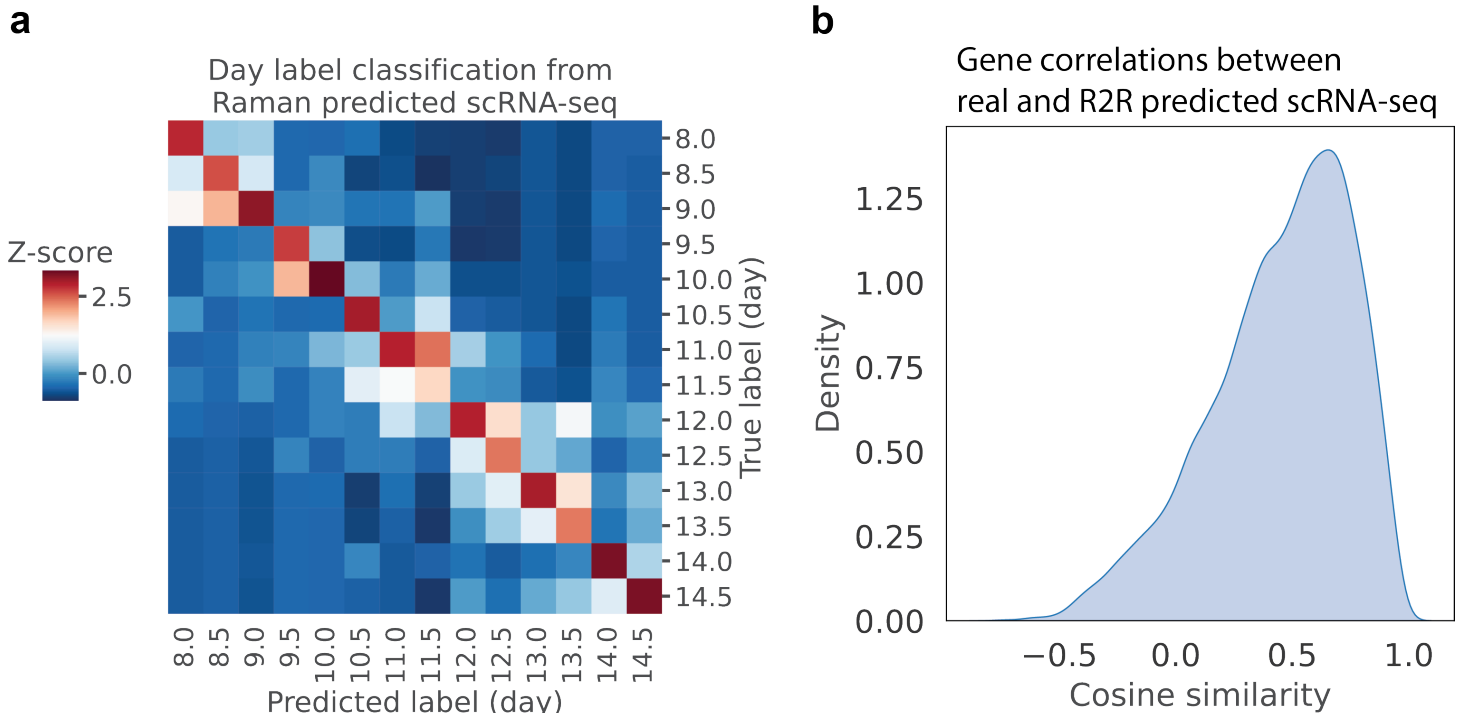 a
Day label classification from
Raman predicted scRNA-seq
Z-score
2.5
0.0
8.0
8.5
9.0
9.5
10.0
10.5
11.0
11.5
12.0
12.5
13.0
13.5
14.0
14.5
True label (day)
8.0 8.5 9.0 9.5 10.0 10.5 11.0 11.5 12.0 12.5 13.0 13.5 14.0 14.5
Predicted label (day)
b
Gene correlations between
real and R2R predicted scRNA-seq
Density
1.25
1.00
0.75
0.50
0.25
0.00
−0.5 0.0 0.5 1.0
Cosine similarity